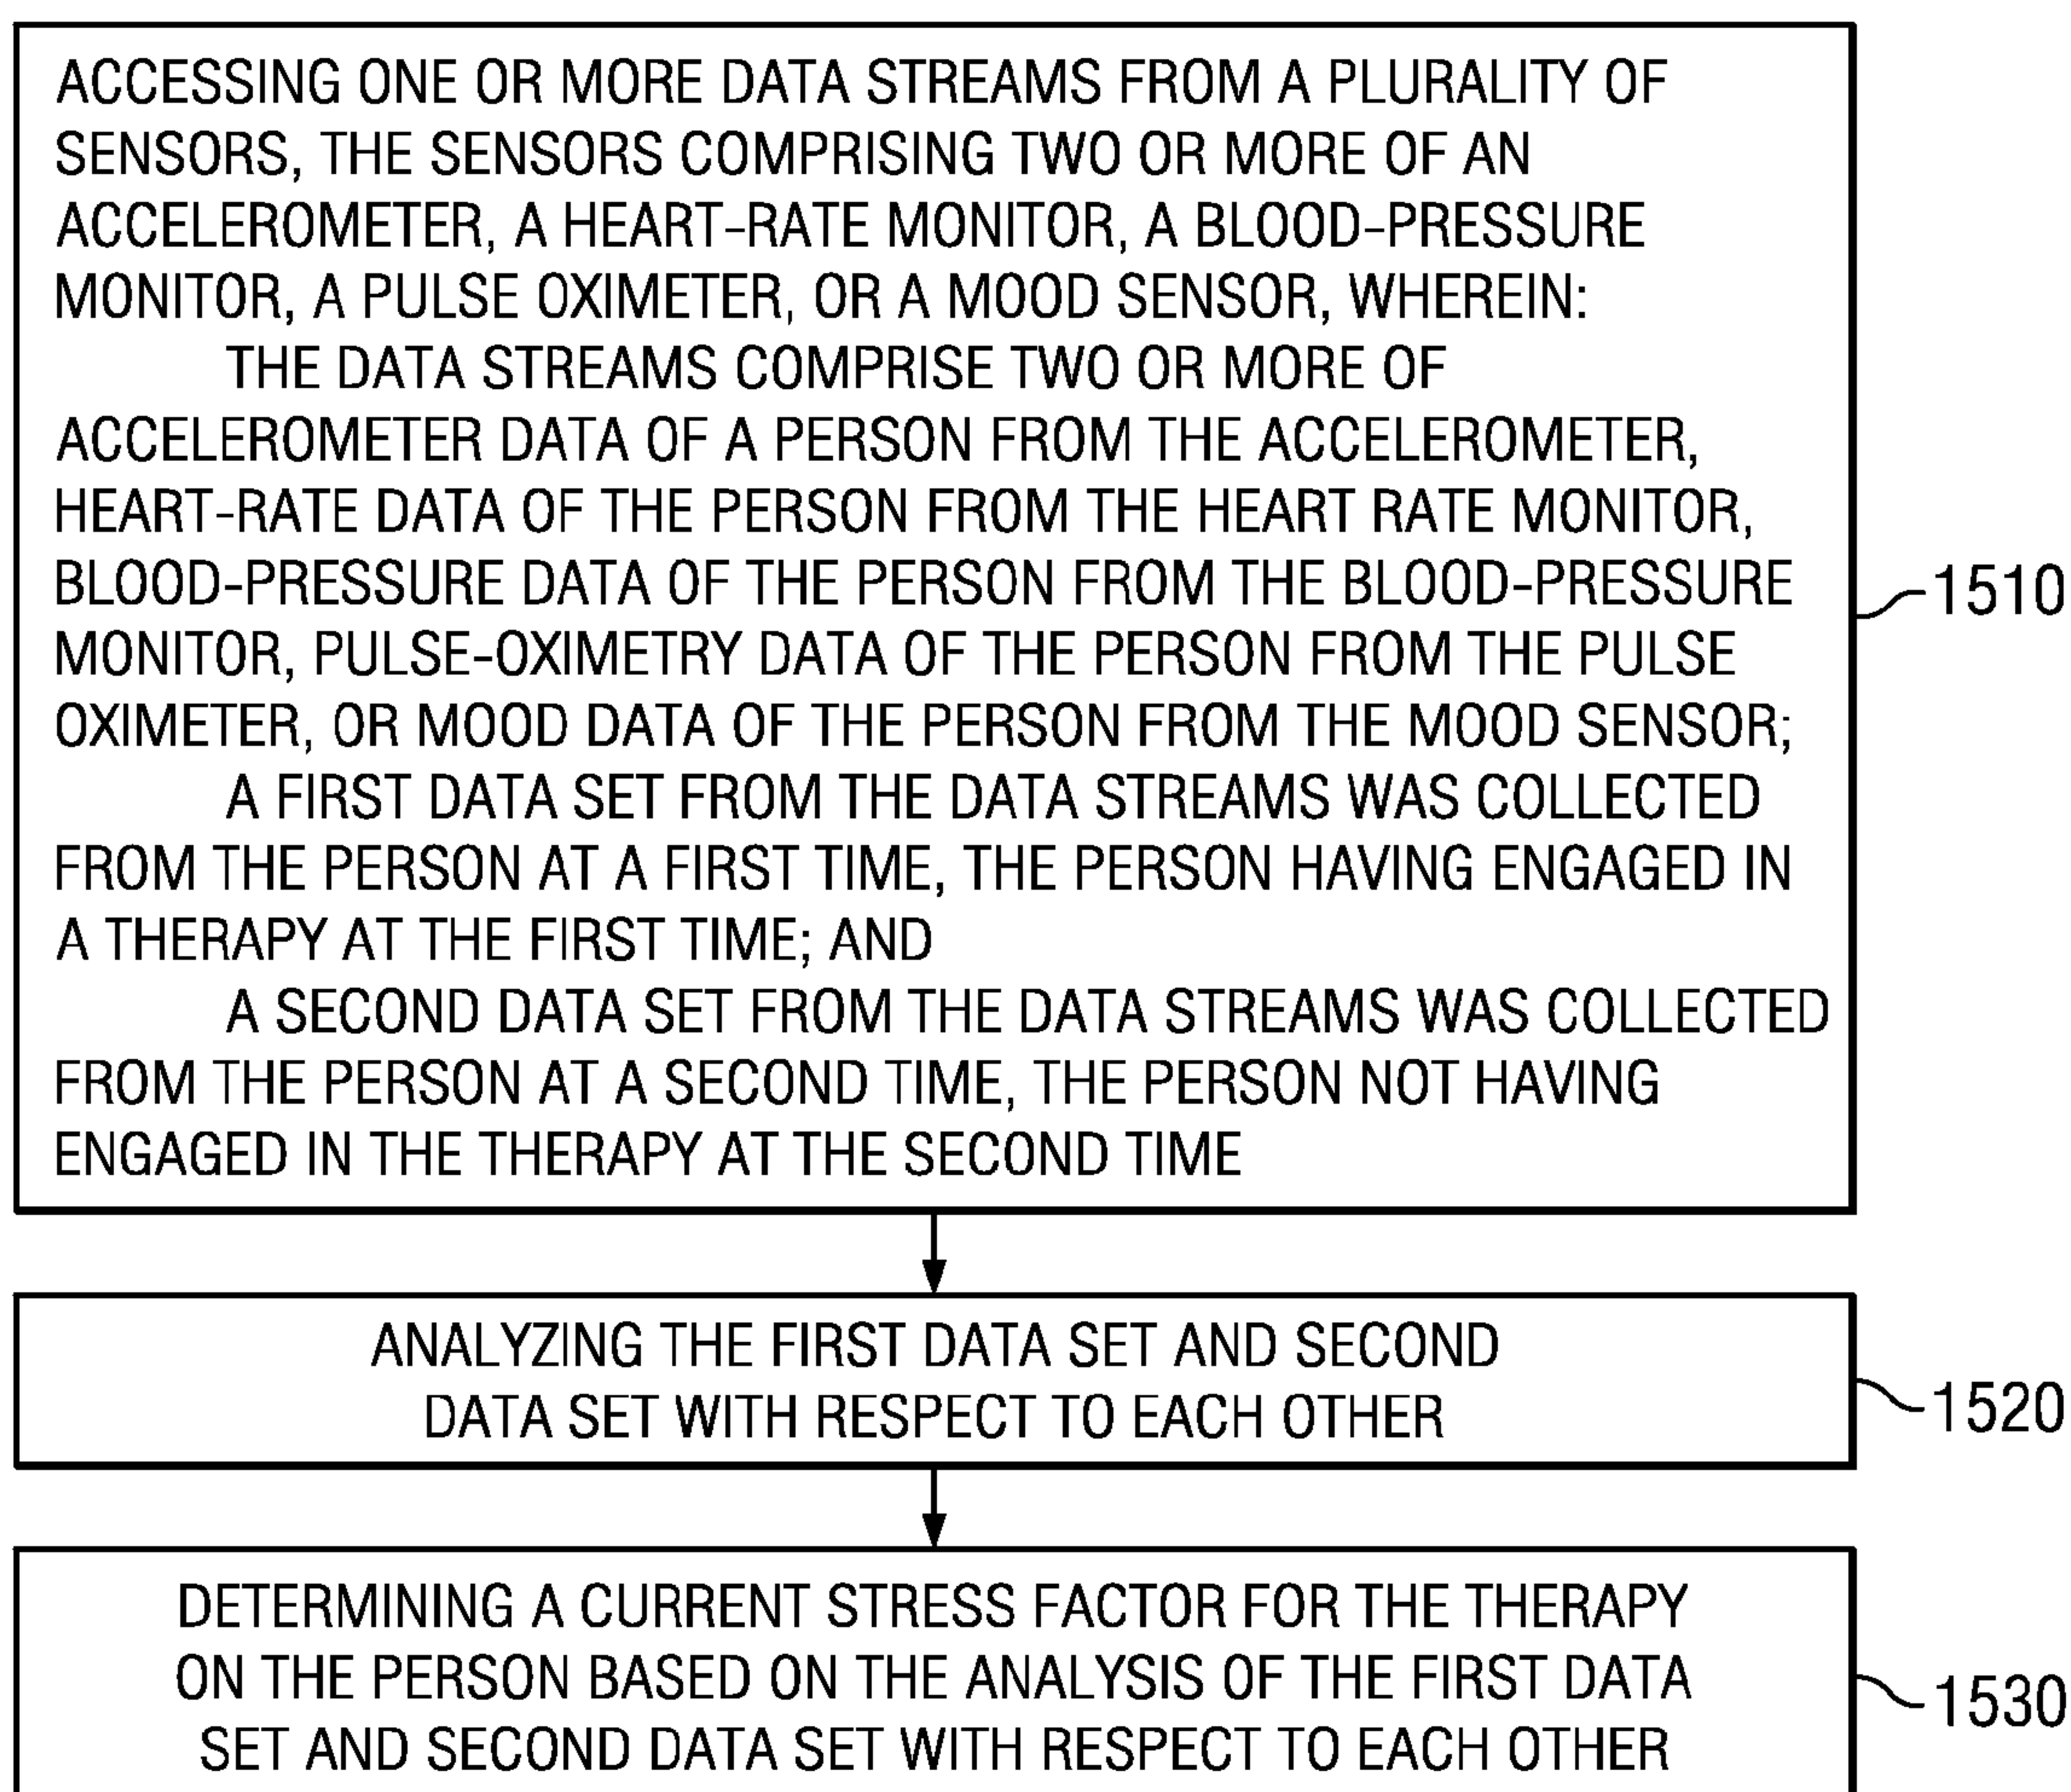 ACCESSING ONE OR MORE DATA STREAMS FROM A PLURALITY OF
SENSORS, THE SENSORS COMPRISING TWO OR MORE OF AN
ACCELEROMETER, A HEART-RATE MONITOR, A BLOOD-PRESSURE
MONITOR, A PULSE OXIMETER, OR A MOOD SENSOR, WHEREIN:
THE DATA STREAMS COMPRISE TWO OR MORE OF
ACCELEROMETER DATA OF A PERSON FROM THE ACCELEROMETER,
HEART-RATE DATA OF THE PERSON FROM THE HEART RATE MONITOR,
BLOOD-PRESSURE DATA OF THE PERSON FROM THE BLOOD-PRESSURE
MONITOR, PULSE-OXIMETRY DATA OF THE PERSON FROM THE PULSE
OXIMETER, OR MOOD DATA OF THE PERSON FROM THE MOOD SENSOR;
A FIRST DATA SET FROM THE DATA STREAMS WAS COLLECTED
FROM THE PERSON AT A FIRST TIME, THE PERSON HAVING ENGAGED IN
A THERAPY AT THE FIRST TIME; AND
A SECOND DATA SET FROM THE DATA STREAMS WAS COLLECTED
FROM THE PERSON AT A SECOND TIME, THE PERSON NOT HAVING
ENGAGED IN THE THERAPY AT THE SECOND TIME
1510
ANALYZING THE FIRST DATA SET AND SECOND
DATA SET WITH RESPECT TO EACH OTHER
1520
DETERMINING A CURRENT STRESS FACTOR FOR THE THERAPY
ON THE PERSON BASED ON THE ANALYSIS OF THE FIRST DATA
SET AND SECOND DATA SET WITH RESPECT TO EACH OTHER
1530